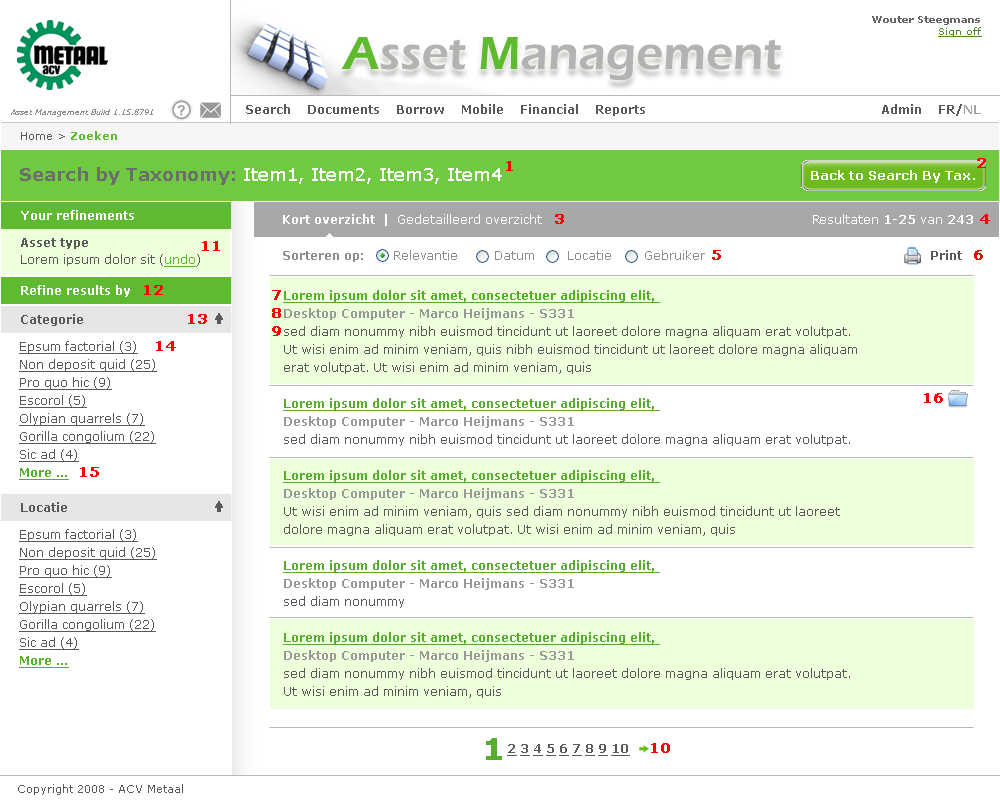 METAAL
acv
Asset Management
Wouter Steegmans
Sign off
Asset Management Build 1.15.8791
?
Search Documents Borrow Mobile Financial Reports Admin FR/NL
Home > Zoeken
Search by Taxonomy: Item1, Item2, Item3, Item4 1
Back to Search By Tax. 2
Your refinements
Asset type
Lorem ipsum dolor sit (undo) 11
Refine results by 12
Categorie 13
Epsum factorial (3) 14
Non deposit quid (25)
Pro quo hic (9)
Escorol (5)
Olypian quarrels (7)
Gorilla congolium (22)
Sic ad (4)
More ... 15
Locatie
Epsum factorial (3)
Non deposit quid (25)
Pro quo hic (9)
Escorol (5)
Olypian quarrels (7)
Gorilla congolium (22)
Sic ad (4)
More ...
Kort overzicht | Gedetailleerd overzicht 3
Resultaten 1-25 van 243 4
Sorteren op: Relevantie Datum Locatie Gebruiker 5
Print 6
7 Lorem ipsum dolor sit amet, consectetuer adipiscing elit,
8 Desktop Computer - Marco Heijmans - S331
9 sed diam nonummy nibh euismod tincidunt ut laoreet dolore magna aliquam erat volutpat.
Ut wisi enim ad minim veniam, quis nibh euismod tincidunt ut laoreet dolore magna aliquam
erat volutpat. Ut wisi enim ad minim veniam, quis
Lorem ipsum dolor sit amet, consectetuer adipiscing elit, 16
Desktop Computer - Marco Heijmans - S331
sed diam nonummy nibh euismod tincidunt ut laoreet dolore magna aliquam erat volutpat.
Lorem ipsum dolor sit amet, consectetuer adipiscing elit,
Desktop Computer - Marco Heijmans - S331
Ut wisi enim ad minim veniam, quis sed diam nonummy nibh euismod tincidunt ut laoreet
dolore magna aliquam erat volutpat. Ut wisi enim ad minim veniam, quis
Lorem ipsum dolor sit amet, consectetuer adipiscing elit,
Desktop Computer - Marco Heijmans - S331
sed diam nonummy
Lorem ipsum dolor sit amet, consectetuer adipiscing elit,
Desktop Computer - Marco Heijmans - S331
sed diam nonummy nibh euismod tincidunt ut laoreet dolore magna aliquam erat volutpat.
Ut wisi enim ad minim veniam, quis
1 2 3 4 5 6 7 8 9 10 10
Copyright 2008 - ACV Metaal